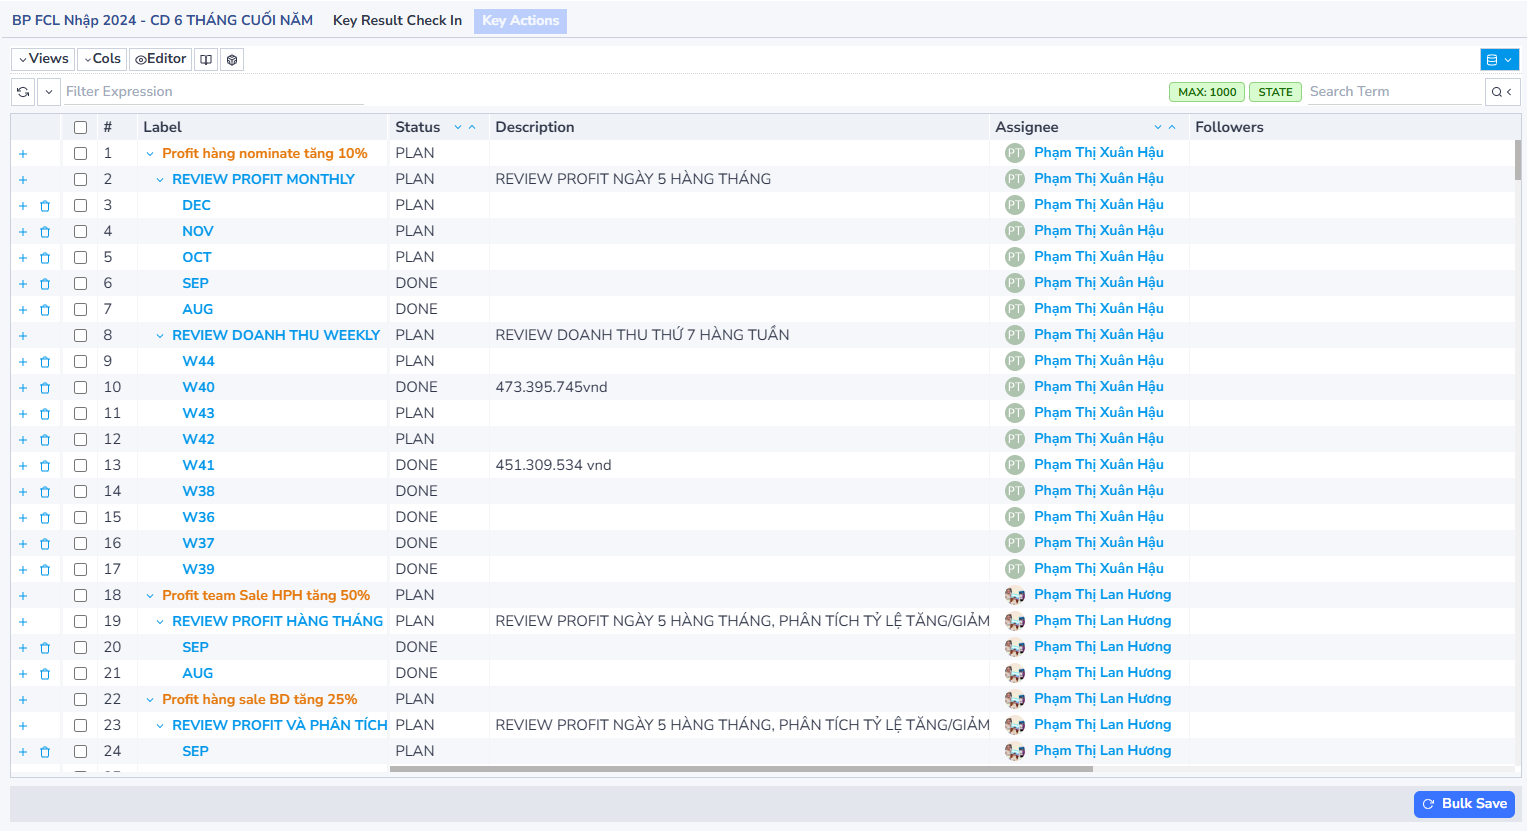 BP FCL Nhập 2024 - CD 6 THÁNG CUỐI NĂM Key Result Check In Key Actions
Views Cols Editor
Filter Expression MAX: 1000 STATE Search Term
# Label Status Description Assignee Followers
1 Profit hàng nominate tăng 10% PLAN PT Phạm Thị Xuân Hậu
2 REVIEW PROFIT MONTHLY PLAN REVIEW PROFIT NGÀY 5 HÀNG THÁNG PT Phạm Thị Xuân Hậu
3 DEC PLAN PT Phạm Thị Xuân Hậu
4 NOV PLAN PT Phạm Thị Xuân Hậu
5 OCT PLAN PT Phạm Thị Xuân Hậu
6 SEP DONE PT Phạm Thị Xuân Hậu
7 AUG DONE PT Phạm Thị Xuân Hậu
8 REVIEW DOANH THU WEEKLY PLAN REVIEW DOANH THU THỨ 7 HÀNG TUẦN PT Phạm Thị Xuân Hậu
9 W44 PLAN PT Phạm Thị Xuân Hậu
10 W40 DONE 473.395.745vnd PT Phạm Thị Xuân Hậu
11 W43 PLAN PT Phạm Thị Xuân Hậu
12 W42 PLAN PT Phạm Thị Xuân Hậu
13 W41 DONE 451.309.534 vnd PT Phạm Thị Xuân Hậu
14 W38 DONE PT Phạm Thị Xuân Hậu
15 W36 DONE PT Phạm Thị Xuân Hậu
16 W37 DONE PT Phạm Thị Xuân Hậu
17 W39 DONE PT Phạm Thị Xuân Hậu
18 Profit team Sale HPH tăng 50% PLAN Phạm Thị Lan Hương
19 REVIEW PROFIT HÀNG THÁNG PLAN REVIEW PROFIT NGÀY 5 HÀNG THÁNG, PHÂN TÍCH TỶ LỆ TĂNG/GIẢM Phạm Thị Lan Hương
20 SEP DONE Phạm Thị Lan Hương
21 AUG DONE Phạm Thị Lan Hương
22 Profit hàng sale BD tăng 25% PLAN Phạm Thị Lan Hương
23 REVIEW PROFIT VÀ PHÂN TÍCH PLAN REVIEW PROFIT NGÀY 5 HÀNG THÁNG, PHÂN TÍCH TỶ LỆ TĂNG/GIẢM Phạm Thị Lan Hương
24 SEP PLAN Phạm Thị Lan Hương
Bulk Save